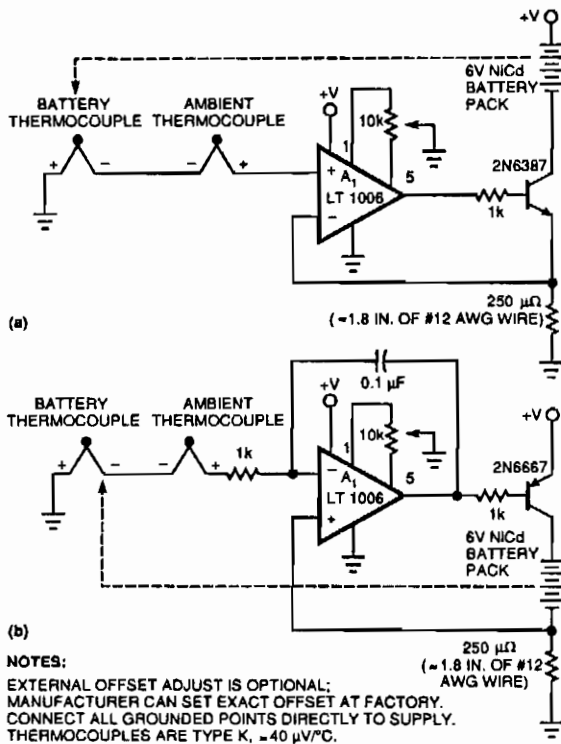 +V
6V NiCd
BATTERY
PACK
BATTERY
THERMOCOUPLE
AMBIENT
THERMOCOUPLE
+V
10k
1
5
2N6387
+ - - +
+
A1
LT 1006
-
1k
(a)
250 μΩ
(≈1.8 IN. OF #12 AWG WIRE)
0.1 μF
BATTERY
THERMOCOUPLE
AMBIENT
THERMOCOUPLE
+V
10k
+V
1
5
2N6667
1k
+ - - +
-
A1
LT 1006
+
1k
6V NiCd
BATTERY
PACK
(b)
250 μΩ
(≈1.8 IN. OF #12
AWG WIRE)
NOTES:
EXTERNAL OFFSET ADJUST IS OPTIONAL;
MANUFACTURER CAN SET EXACT OFFSET AT FACTORY.
CONNECT ALL GROUNDED POINTS DIRECTLY TO SUPPLY.
THERMOCOUPLES ARE TYPE K, ≈40 μV/°C.